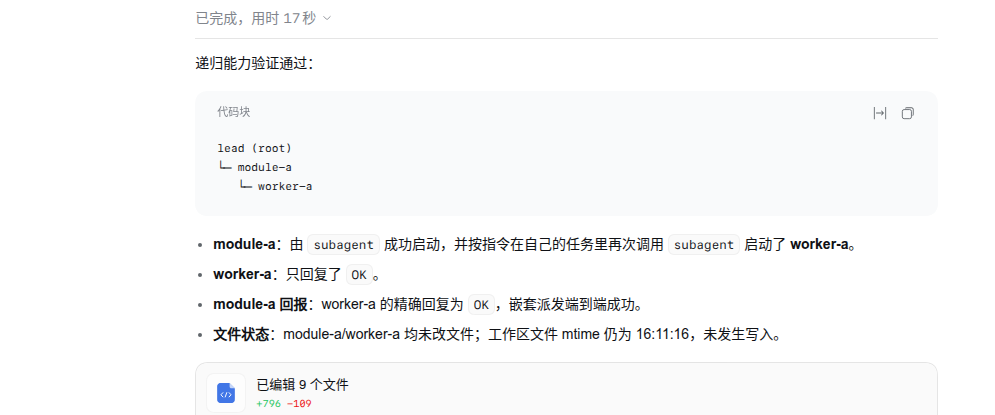 已完成，用时 17 秒
递归能力验证通过：
代码块
lead (root)
└─ module-a
   └─ worker-a
• module-a：由 subagent 成功启动，并按指令在自己的任务里再次调用 subagent 启动了 worker-a。
• worker-a：只回复了 OK 。
• module-a 回报：worker-a 的精确回复为 OK ，嵌套派发端到端成功。
• 文件状态：module-a/worker-a 均未改文件；工作区文件 mtime 仍为 16:11:16，未发生写入。
已编辑 9 个文件
+796 -109